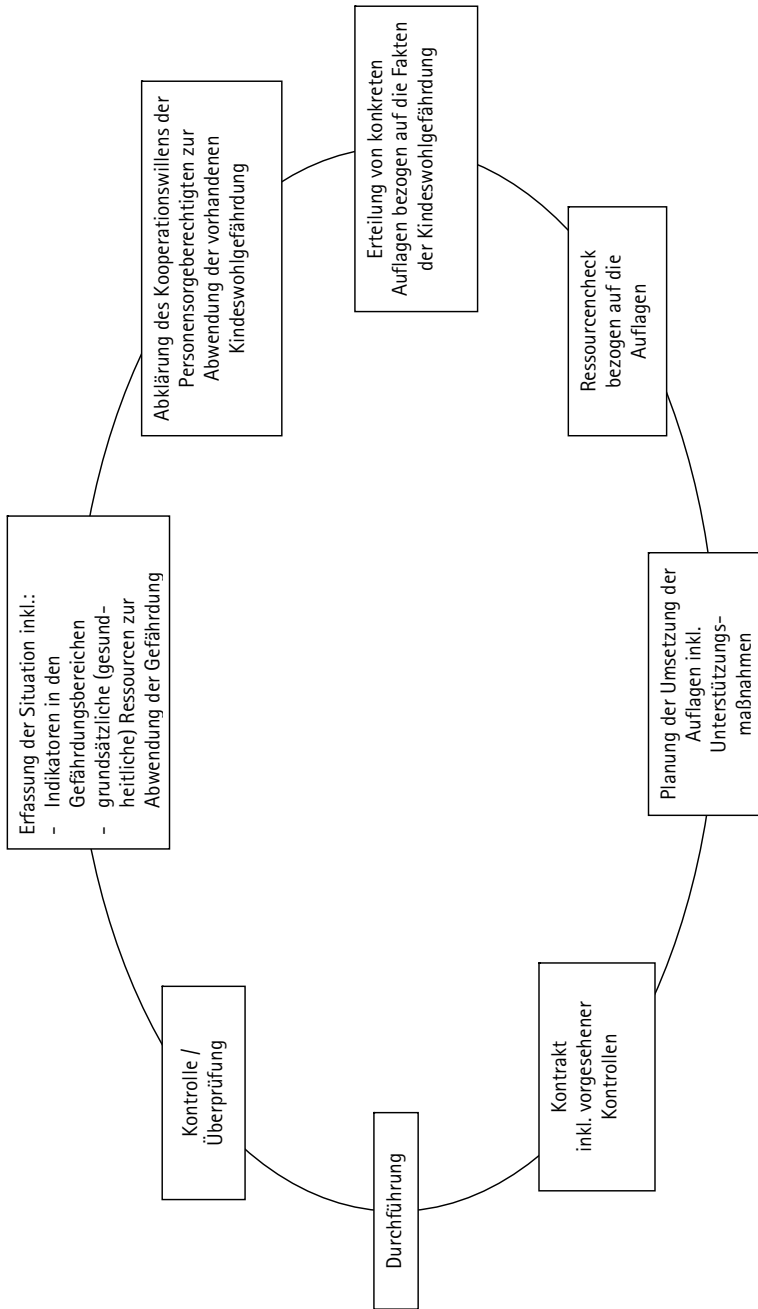 Erfassung der Situation inkl.:
- Indikatoren in den
Gefährdungsbereichen
- grundsätzliche (gesund-
heitliche) Ressourcen zur
Abwendung der Gefährdung
Abklärung des Kooperationswillens der
Personensorgeberechtigten zur
Abwendung der vorhandenen
Kindeswohlgefährdung
Erteilung von konkreten
Auflagen bezogen auf die Fakten
der Kindeswohlgefährdung
Ressourcencheck
bezogen auf die
Auflagen
Planung der Umsetzung der
Auflagen inkl.
Unterstützungs-
maßnahmen
Kontrakt
inkl. vorgesehener
Kontrollen
Durchführung
Kontrolle /
Überprüfung